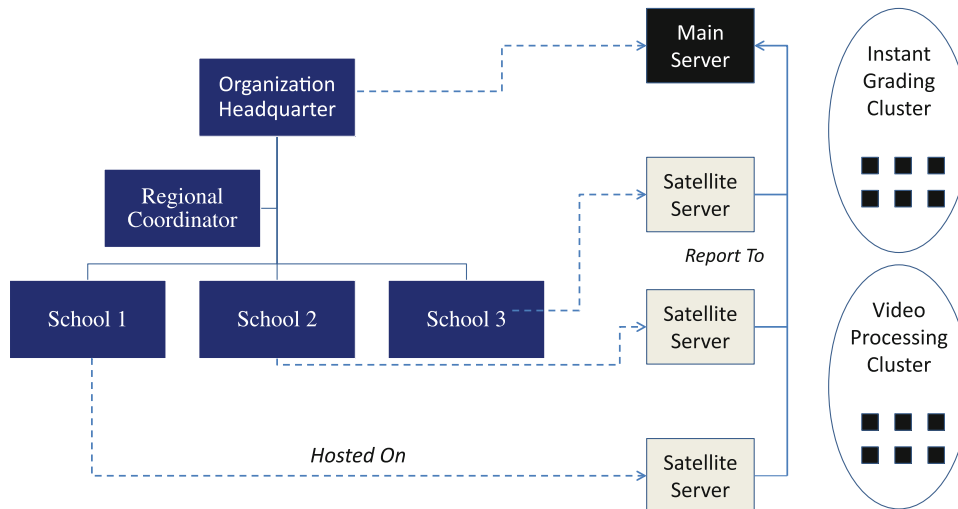 Main
Server
Organization
Headquarter
Instant
Grading
Cluster
Regional
Coordinator
Satellite
Server
Report To
School 1
School 2
School 3
Satellite
Server
Video
Processing
Cluster
Hosted On
Satellite
Server